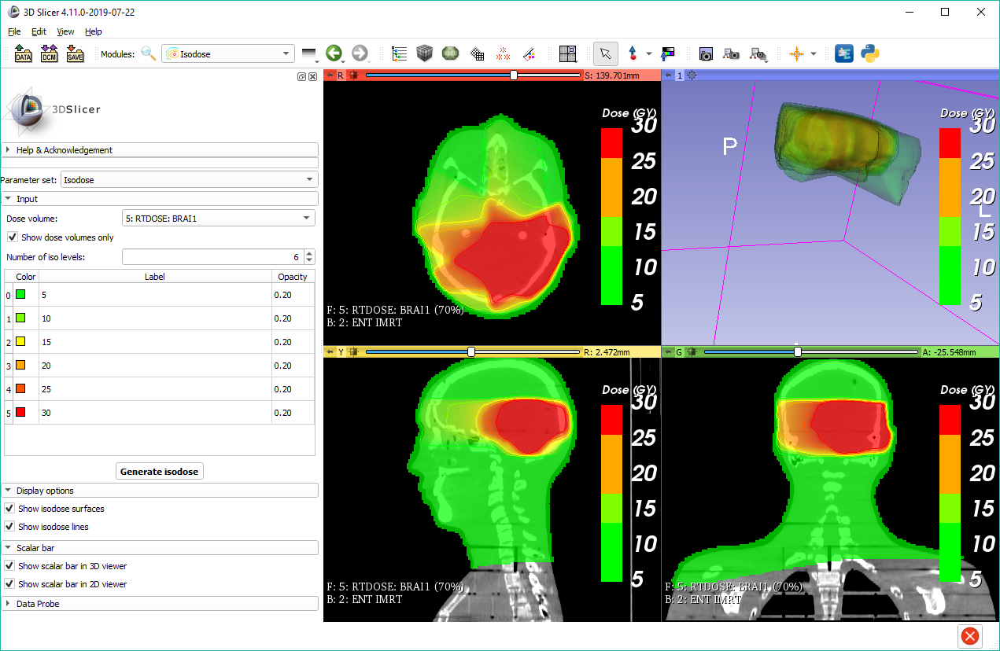 3D Slicer 4.11.0-2019-07-22
File Edit View Help
DATA DCM SAVE Modules: Isodose
3DSlicer
Help & Acknowledgement
Parameter set: Isodose
Input
Dose volume: 5: RTDOSE: BRAI1
Show dose volumes only
Number of iso levels: 6
Color Label Opacity
0 5 0.20
1 10 0.20
2 15 0.20
3 20 0.20
4 25 0.20
5 30 0.20
Generate isodose
Display options
Show isodose surfaces
Show isodose lines
Scalar bar
Show scalar bar in 3D viewer
Show scalar bar in 2D viewer
Data Probe
R S: 139.701mm
Dose (GY)
30
25
20
15
10
5
F: 5: RTDOSE: BRAI1 (70%)
B: 2: ENT IMRT
1
P
L
Dose (GY)
30
25
20
15
10
5
Y R: 2.472mm
Dose (GY)
30
25
20
15
10
5
F: 5: RTDOSE: BRAI1 (70%)
B: 2: ENT IMRT
G A: -25.548mm
Dose (GY)
30
25
20
15
10
5
F: 5: RTDOSE: BRAI1 (70%)
B: 2: ENT IMRT